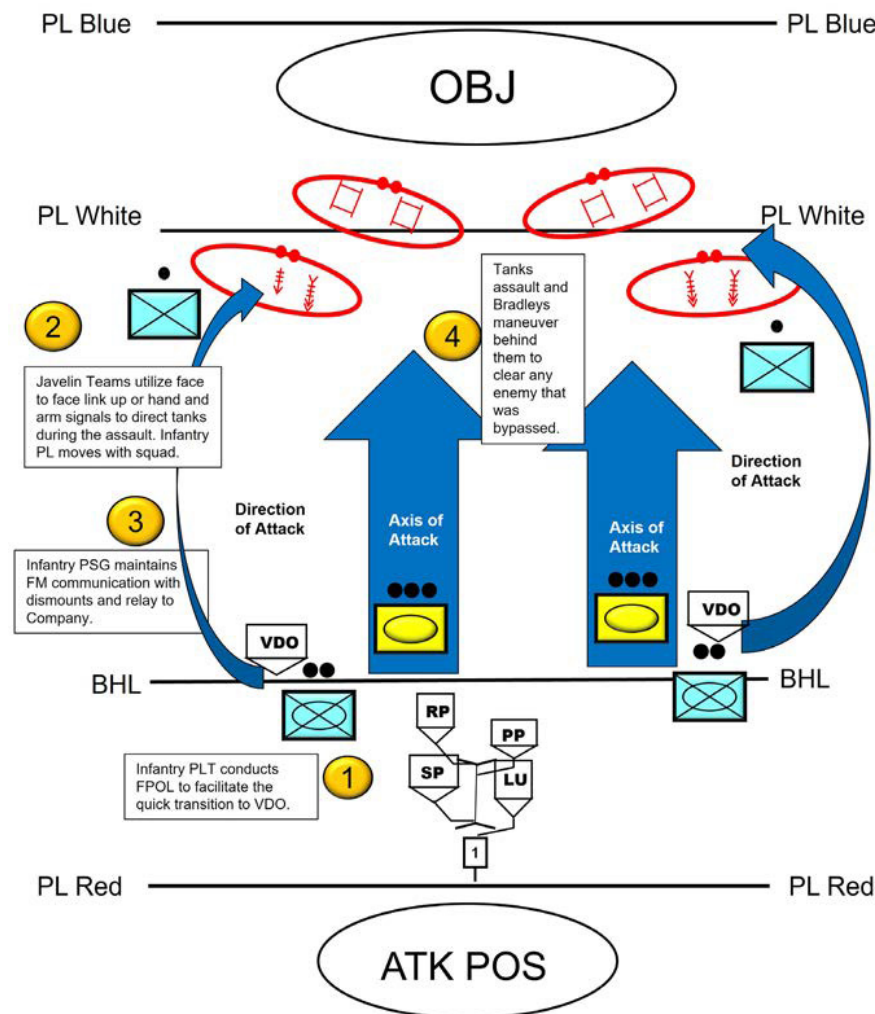 PL Blue
PL Blue
OBJ
PL White
PL White
2
Javelin Teams utilize face
to face link up or hand and
arm signals to direct tanks
during the assault. Infantry
PL moves with squad.
4
Tanks
assault and
Bradleys
maneuver
behind
them to
clear any
enemy that
was
bypassed.
3
Infantry PSG maintains
FM communication with
dismounts and relay to
Company.
Direction
of Attack
Axis of
Attack
Axis of
Attack
Direction
of Attack
VDO
VDO
BHL
BHL
RP
PP
SP
LU
1
Infantry PLT conducts
FPOL to facilitate the
quick transition to VDO.
1
PL Red
PL Red
ATK POS